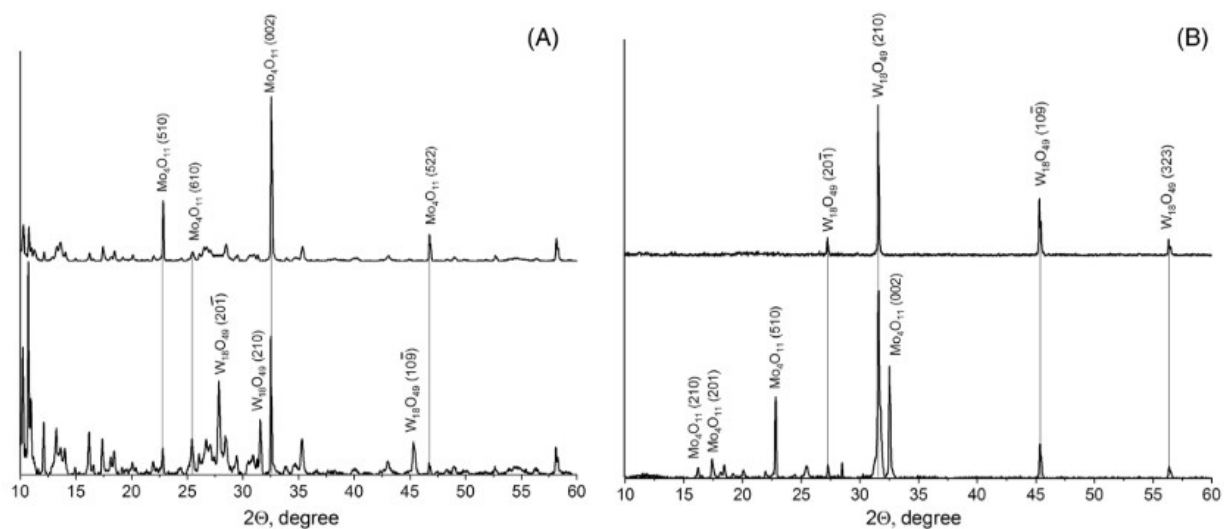 (A)
Mo₄O₁₁ (510)
Mo₄O₁₁ (610)
Mo₄O₁₁ (002)
Mo₄O₁₁ (522)
W₁₈O₄₉ (201̅)
W₁₈O₄₉ (210)
W₁₈O₄₉ (109̅)
10 15 20 25 30 35 40 45 50 55 60
2Θ, degree
(B)
W₁₈O₄₉ (201̅)
W₁₈O₄₉ (210)
W₁₈O₄₉ (109̅)
W₁₈O₄₉ (323)
Mo₄O₁₁ (210)
Mo₄O₁₁ (201)
Mo₄O₁₁ (510)
Mo₄O₁₁ (002)
10 15 20 25 30 35 40 45 50 55 60
2Θ, degree